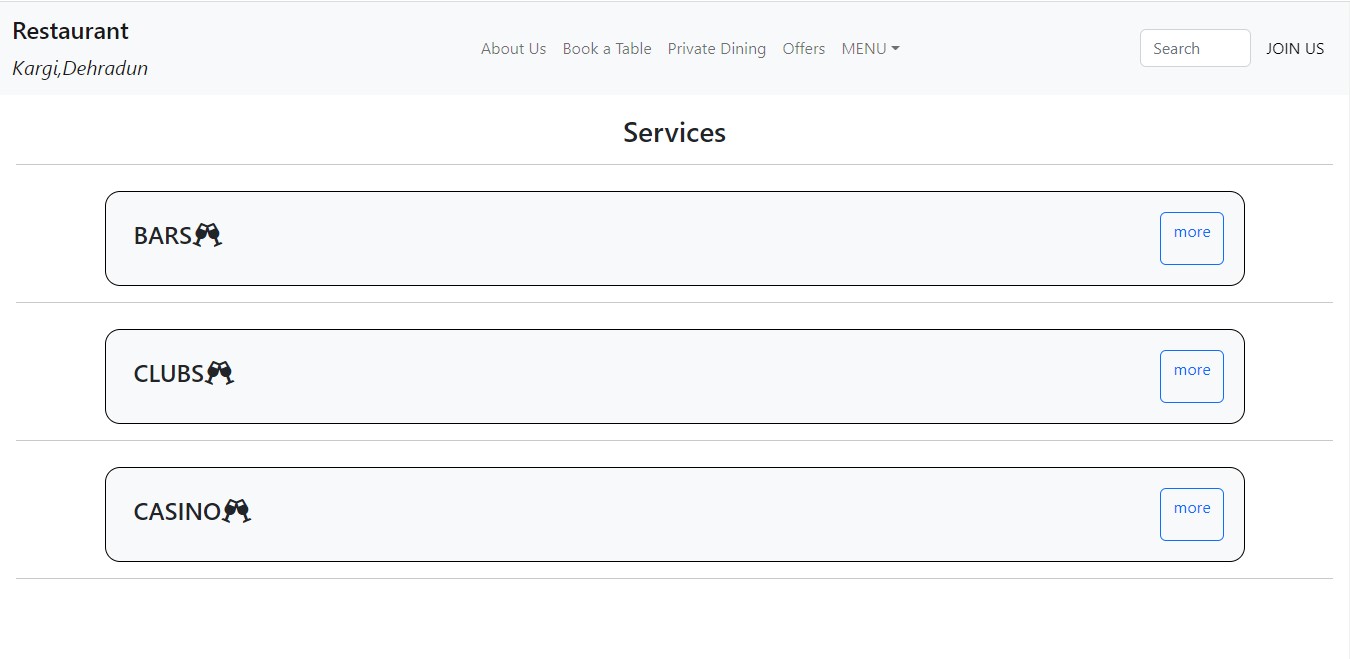 Restaurant
Kargi,Dehradun
About Us Book a Table Private Dining Offers MENU
Search
JOIN US
Services
BARS
more
CLUBS
more
CASINO
more